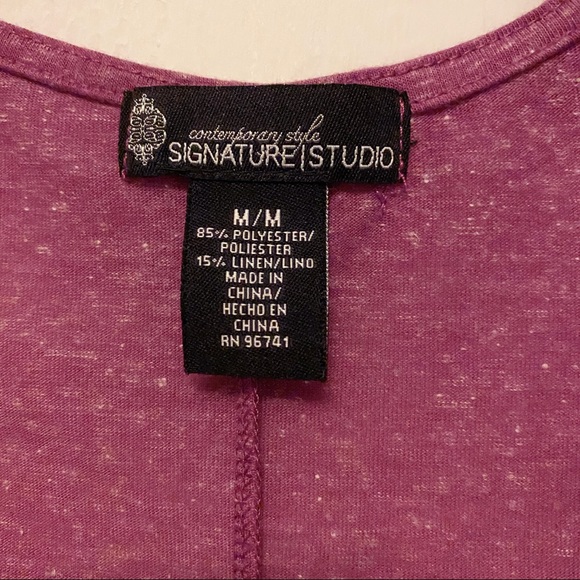 contemporary style
SIGNATURE|STUDIO
M/M
85% POLYESTER/
POLIESTER
15% LINEN/LINO
MADE IN
CHINA/
HECHO EN
CHINA
RN 96741